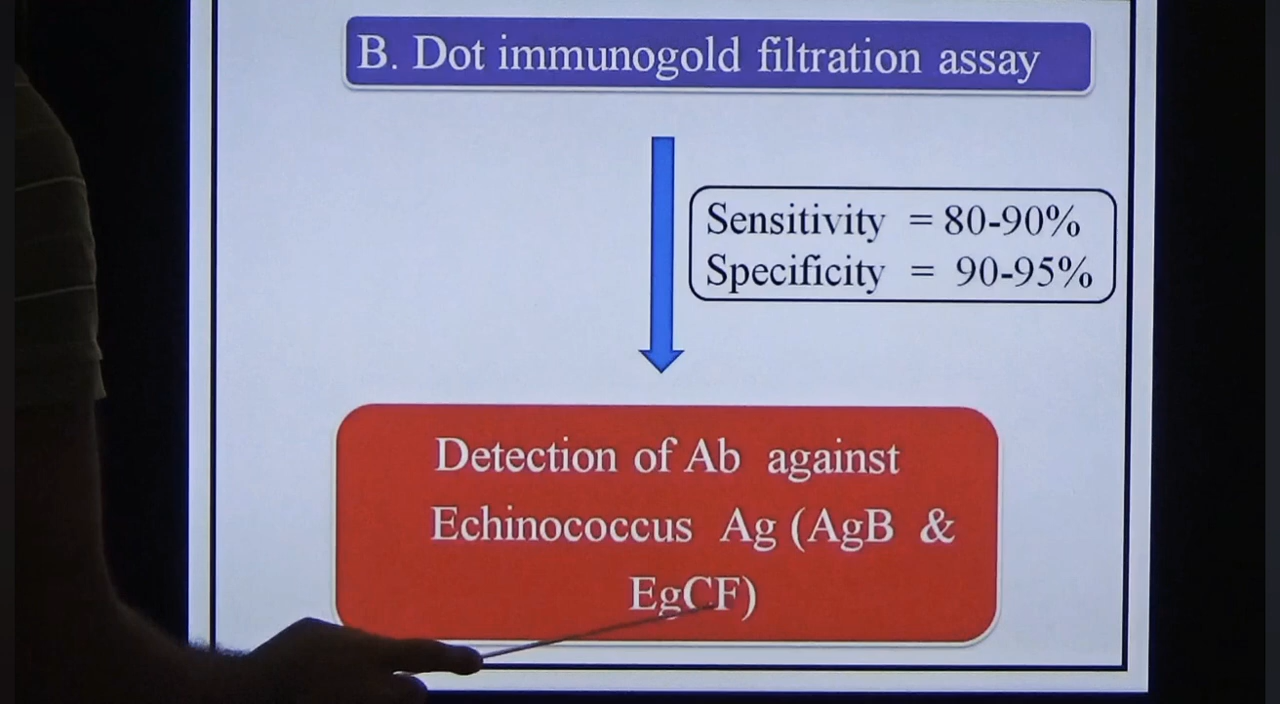 B. Dot immunogold filtration assay
Sensitivity = 80-90%
Specificity = 90-95%
Detection of Ab against
Echinococcus Ag (AgB &
EgCF)